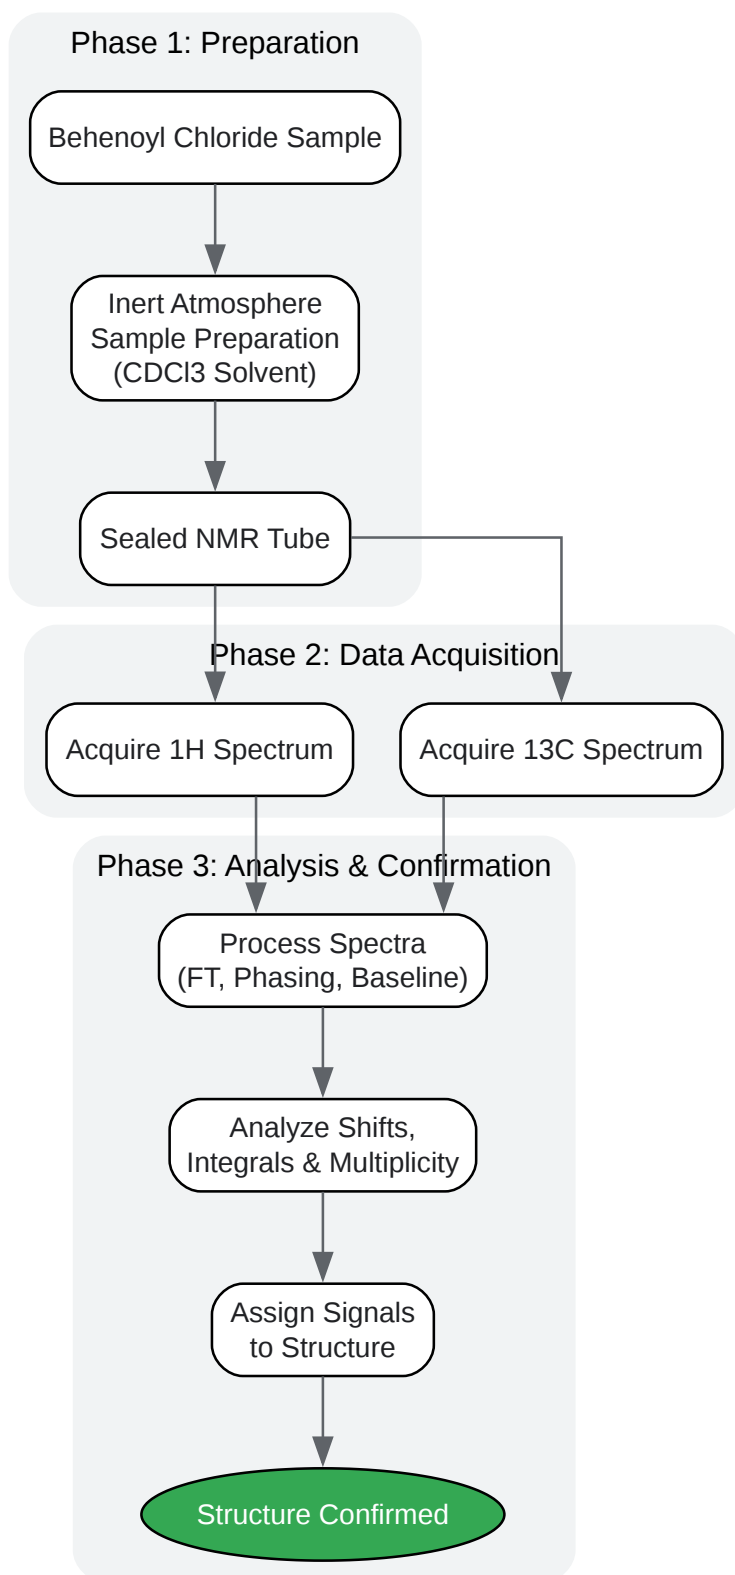 Phase 1: Preparation
Behenoyl Chloride Sample
Inert Atmosphere
Sample Preparation
(CDCl3 Solvent)
Sealed NMR Tube
Phase 2: Data Acquisition
Acquire 1H Spectrum
Acquire 13C Spectrum
Phase 3: Analysis & Confirmation
Process Spectra
(FT, Phasing, Baseline)
Analyze Shifts,
Integrals & Multiplicity
Assign Signals
to Structure
Structure Confirmed